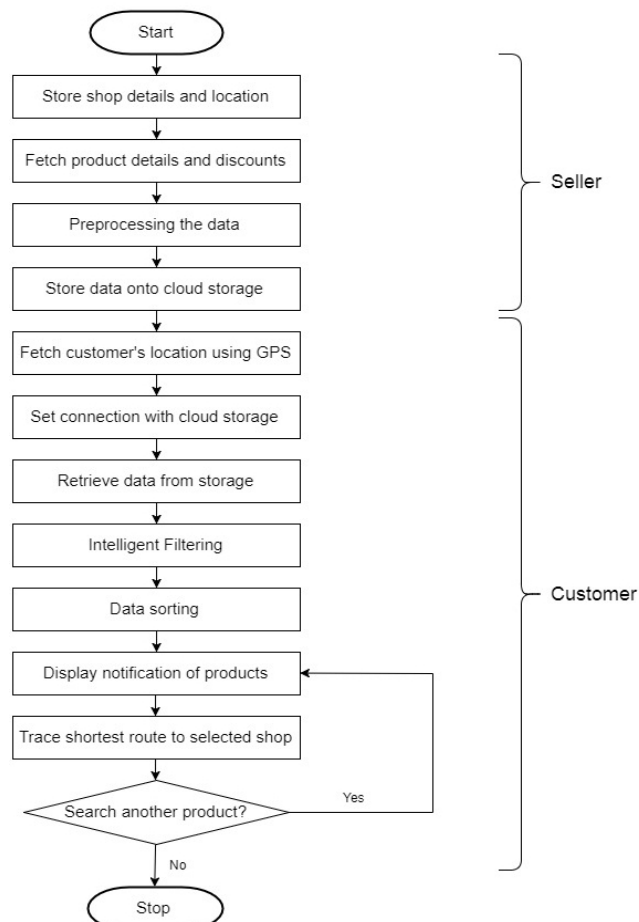 Start
Store shop details and location
Fetch product details and discounts
Seller
Preprocessing the data
Store data onto cloud storage
Fetch customer's location using GPS
Set connection with cloud storage
Retrieve data from storage
Intelligent Filtering
Customer
Data sorting
Display notification of products
Trace shortest route to selected shop
Search another product?
Yes
No
Stop